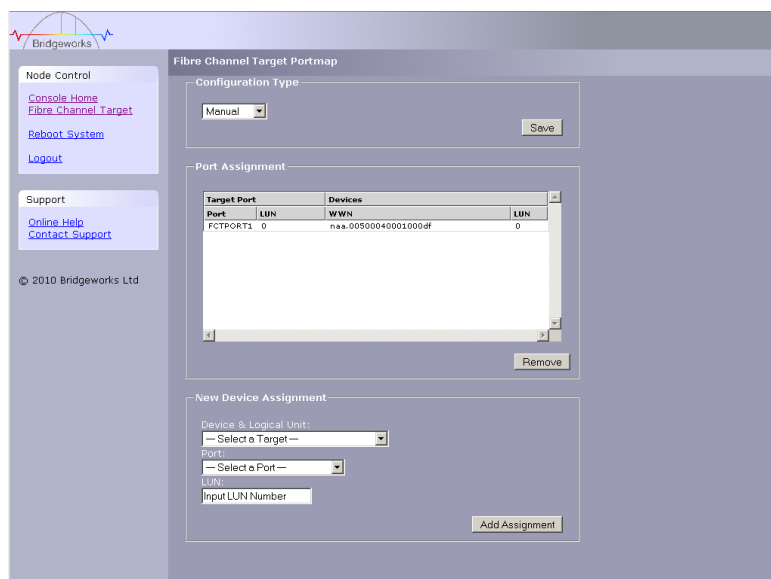 Bridgeworks
Node Control
Console Home
Fibre Channel Target
Reboot System
Logout
Support
Online Help
Contact Support
© 2010 Bridgeworks Ltd
Fibre Channel Target Portmap
Configuration Type
Manual
Save
Port Assignment
Target Port Devices
Port LUN WWN LUN
FCTPORT1 0 naa.00500040001000df 0
Remove
New Device Assignment
Device & Logical Unit:
— Select a Target —
Port:
— Select a Port —
LUN:
Input LUN Number
Add Assignment